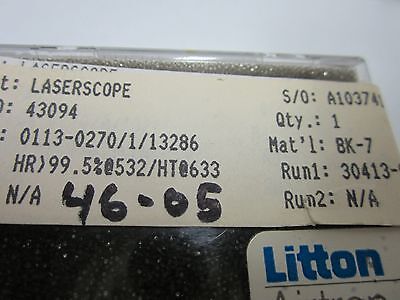 LASERSCOPE
t: LASERSCOPE S/O: A103741
: 43094 Qty.: 1
: 0113-0270/1/13286 Mat'l: BK-7
HR)99.5%@532/HT@633 Run1: 30413-
N/A 46-05 Run2: N/A
Litton